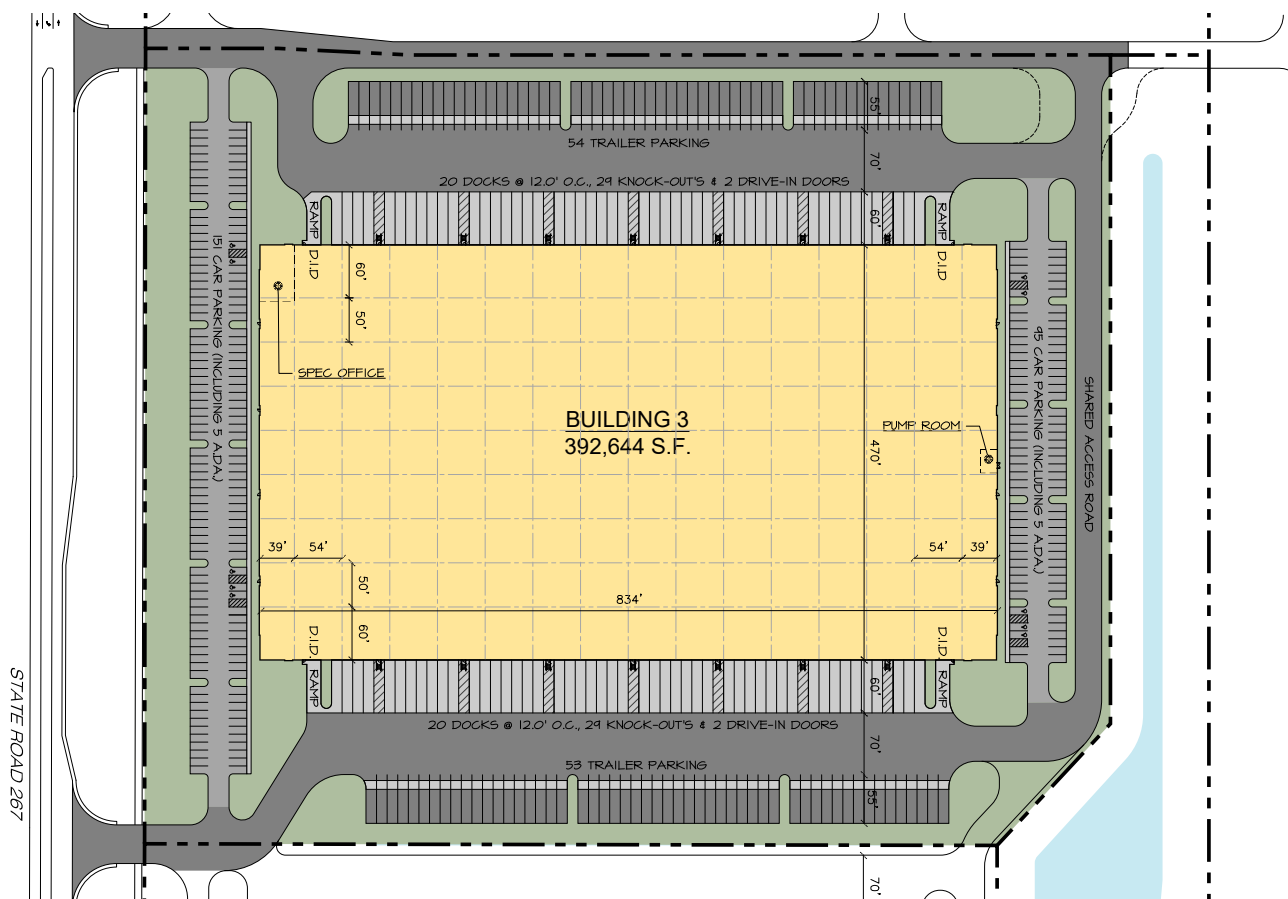 55'
54 TRAILER PARKING
70'
20 DOCKS @ 12.0' O.C., 29 KNOCK-OUT'S & 2 DRIVE-IN DOORS
RAMP
60'
RAMP
D.I.D
60'
D.I.D
151 CAR PARKING (INCLUDING 5 A.D.A.)
50'
SPEC OFFICE
95 CAR PARKING (INCLUDING 5 A.D.A.)
SHARED ACCESS ROAD
BUILDING 3
392,644 S.F.
PUMP ROOM
470'
39'
54'
54'
39'
50'
834'
60'
D.I.D.
D.I.D
RAMP
60'
RAMP
20 DOCKS @ 12.0' O.C., 29 KNOCK-OUT'S & 2 DRIVE-IN DOORS
70'
53 TRAILER PARKING
55'
STATE ROAD 267
70'